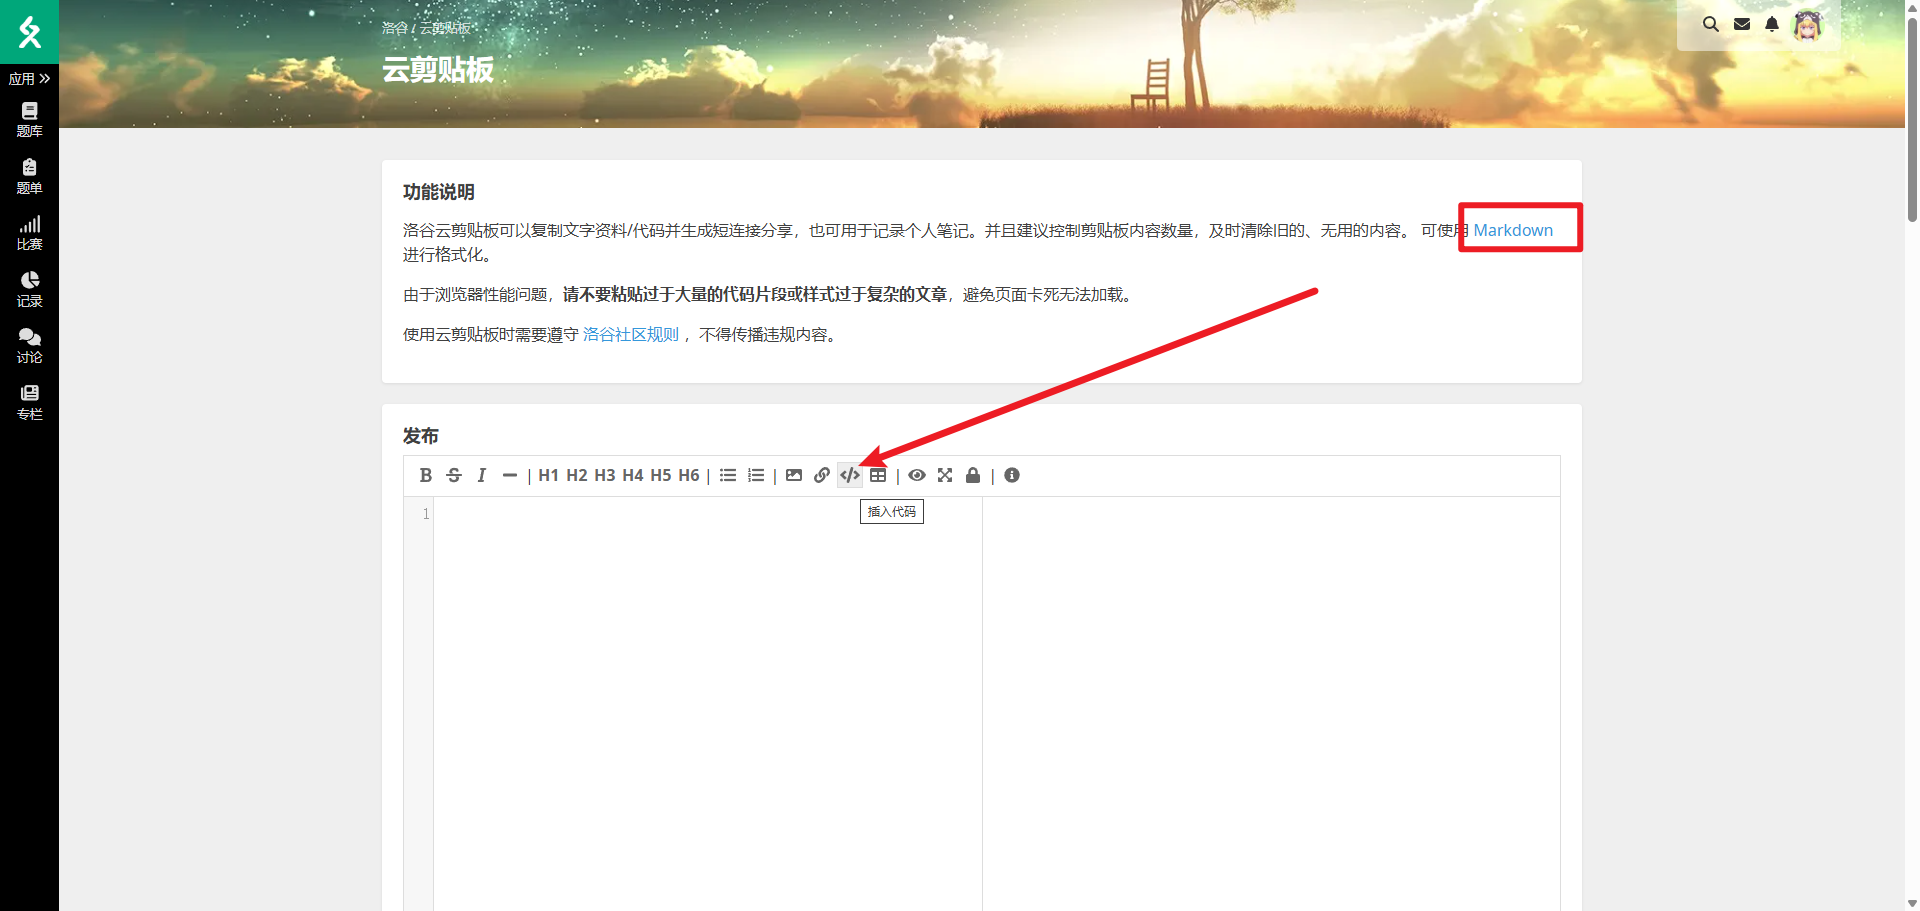 洛谷 / 云剪贴板
云剪贴板
应用
题库
题单
比赛
记录
讨论
专栏
功能说明
洛谷云剪贴板可以复制文字资料/代码并生成短连接分享，也可用于记录个人笔记。并且建议控制剪贴板内容数量，及时清除旧的、无用的内容。 可使用 Markdown
进行格式化。
由于浏览器性能问题，请不要粘贴过于大量的代码片段或样式过于复杂的文章，避免页面卡死无法加载。
使用云剪贴板时需要遵守 洛谷社区规则 ，不得传播违规内容。
发布
B S I | H1 H2 H3 H4 H5 H6 | | </> | |
插入代码
1